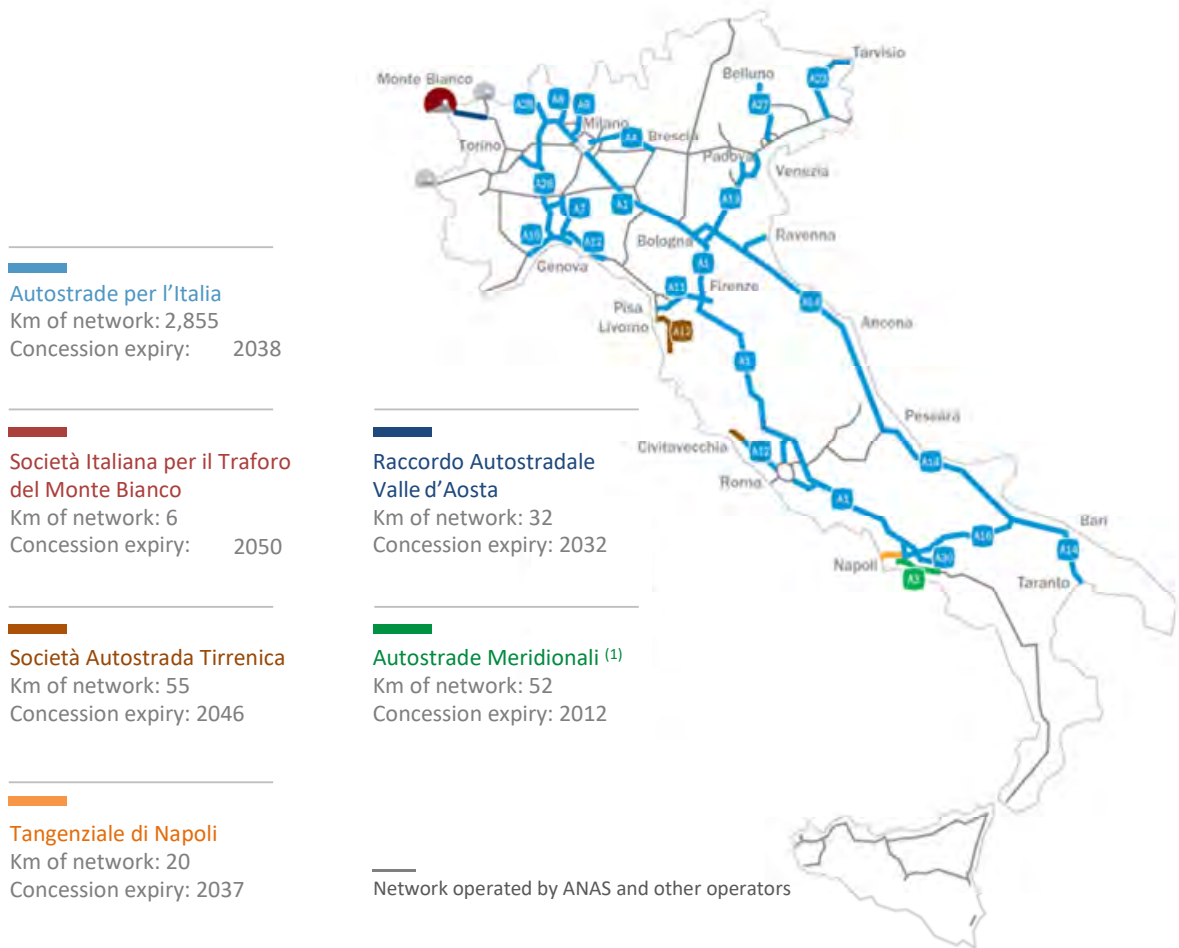 Tarvisio
Monte Bianco
Belluno
A23
A26
A8
A9
A27
Milano
A4
Brescia
Torino
Padova
Venezia
A26
A13
A7
A1
Ravenna
A10
A12
Bologna
Genova
A1
Autostrade per l’Italia
Km of network: 2,855
Concession expiry: 2038
A11
Firenze
Pisa
A14
Livorno
A12
Ancona
A1
Società Italiana per il Traforo
del Monte Bianco
Km of network: 6
Concession expiry: 2050
Raccordo Autostradale
Valle d’Aosta
Km of network: 32
Concession expiry: 2032
Pescara
Civitavecchia
A12
A14
Roma
A1
Bari
A16
A14
Napoli
A30
A3
Taranto
Società Autostrada Tirrenica
Km of network: 55
Concession expiry: 2046
Autostrade Meridionali (1)
Km of network: 52
Concession expiry: 2012
Tangenziale di Napoli
Km of network: 20
Concession expiry: 2037
Network operated by ANAS and other operators